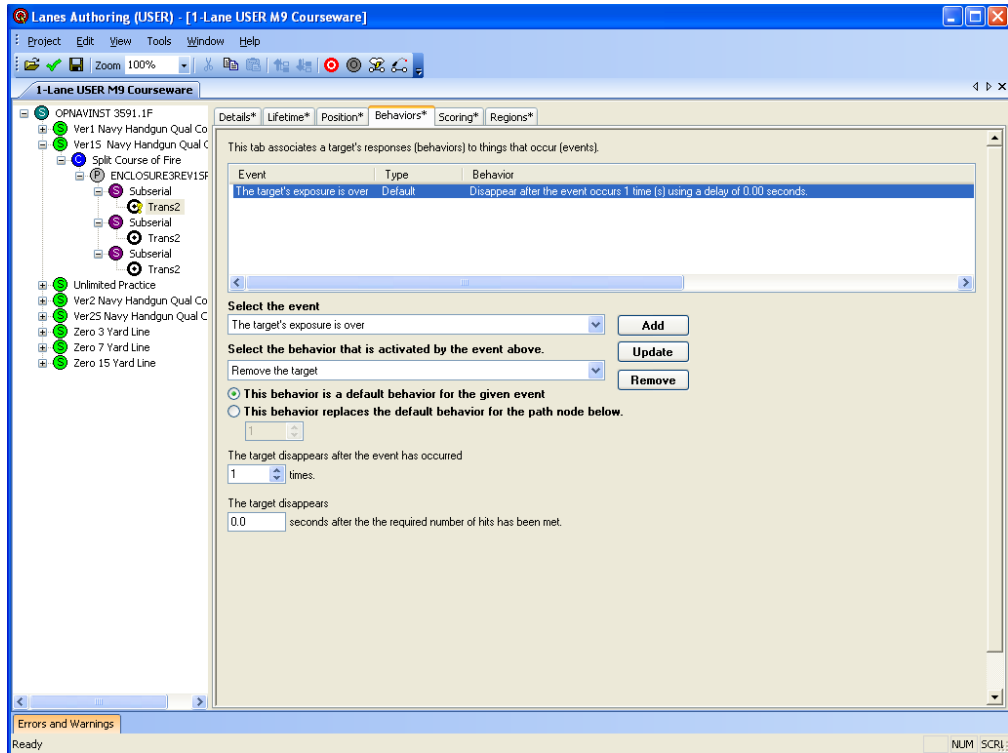 Lanes Authoring (USER) - [1-Lane USER M9 Courseware]
Project Edit View Tools Window Help
Zoom 100%
1-Lane USER M9 Courseware
OPNAVINST 3591.1F
Ver1 Navy Handgun Qual Co
Ver1S Navy Handgun Qual C
C Split Course of Fire
P ENCLOSURE3REV1SF
S Subserial
Trans2
S Subserial
Trans2
S Subserial
Trans2
S Unlimited Practice
S Ver2 Navy Handgun Qual Co
S Ver2S Navy Handgun Qual C
S Zero 3 Yard Line
S Zero 7 Yard Line
S Zero 15 Yard Line
Details* Lifetime* Position* Behaviors* Scoring* Regions*
This tab associates a target's responses (behaviors) to things that occur (events).
Event Type Behavior
The target's exposure is over Default Disappear after the event occurs 1 time (s) using a delay of 0.00 seconds.
Select the event
The target's exposure is over Add
Select the behavior that is activated by the event above. Update
Remove the target Remove
This behavior is a default behavior for the given event
This behavior replaces the default behavior for the path node below.
1
The target disappears after the event has occurred
1 times.
The target disappears
0.0 seconds after the the required number of hits has been met.
Errors and Warnings
Ready NUM SCRL